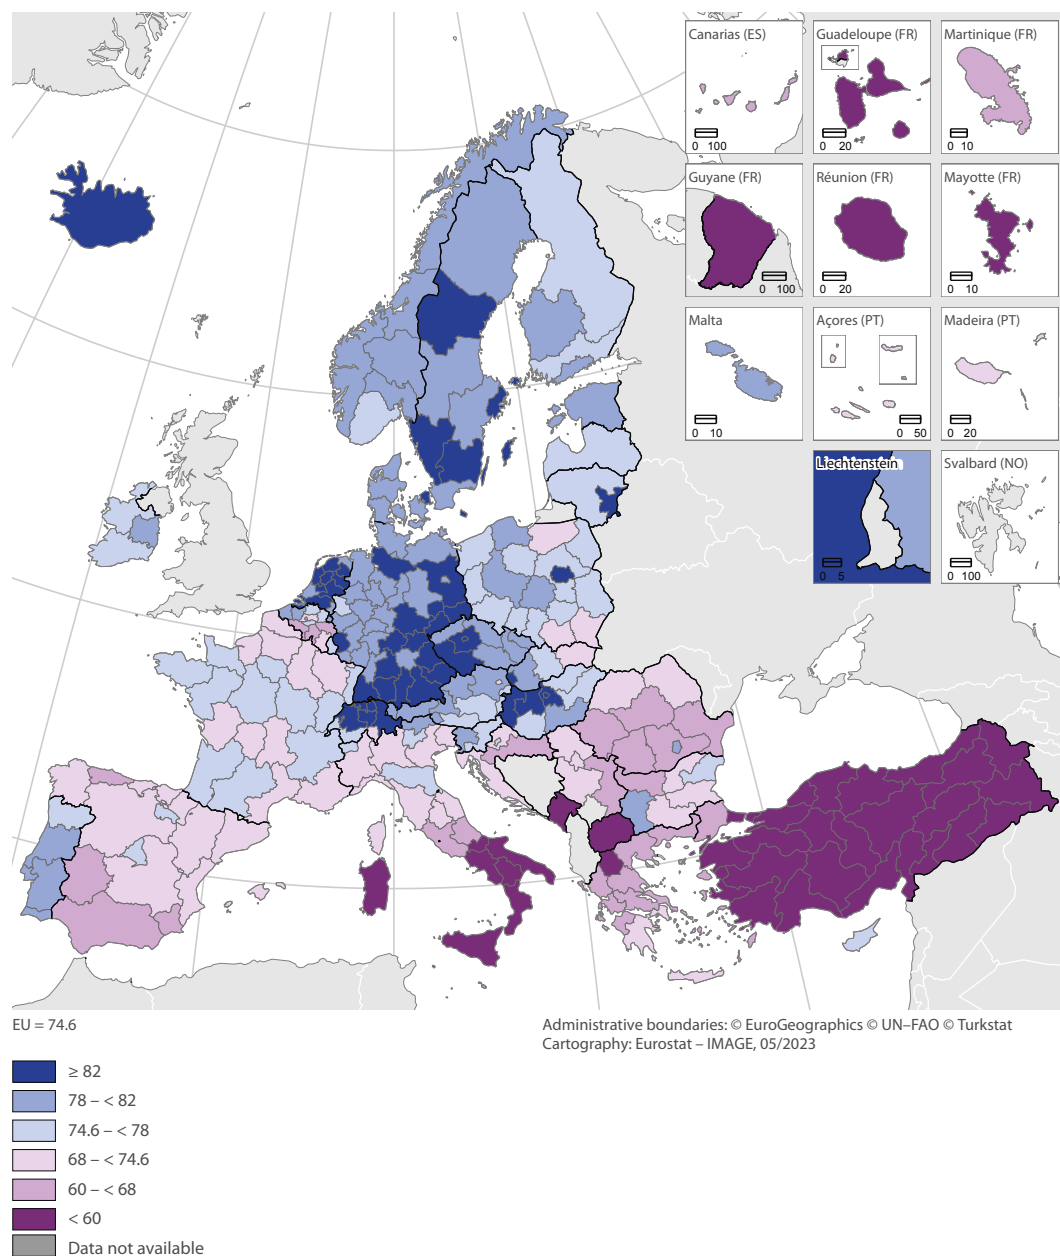 Canarias (ES)
0 100
Guadeloupe (FR)
0 20
Martinique (FR)
0 10
Guyane (FR)
0 100
Réunion (FR)
0 20
Mayotte (FR)
0 10
Malta
0 10
Açores (PT)
0 50
Madeira (PT)
0 20
Liechtenstein
0 5
Svalbard (NO)
0 100
EU = 74.6
Administrative boundaries: © EuroGeographics © UN–FAO © Turkstat
Cartography: Eurostat – IMAGE, 05/2023
≥ 82
78 – < 82
74.6 – < 78
68 – < 74.6
60 – < 68
< 60
Data not available